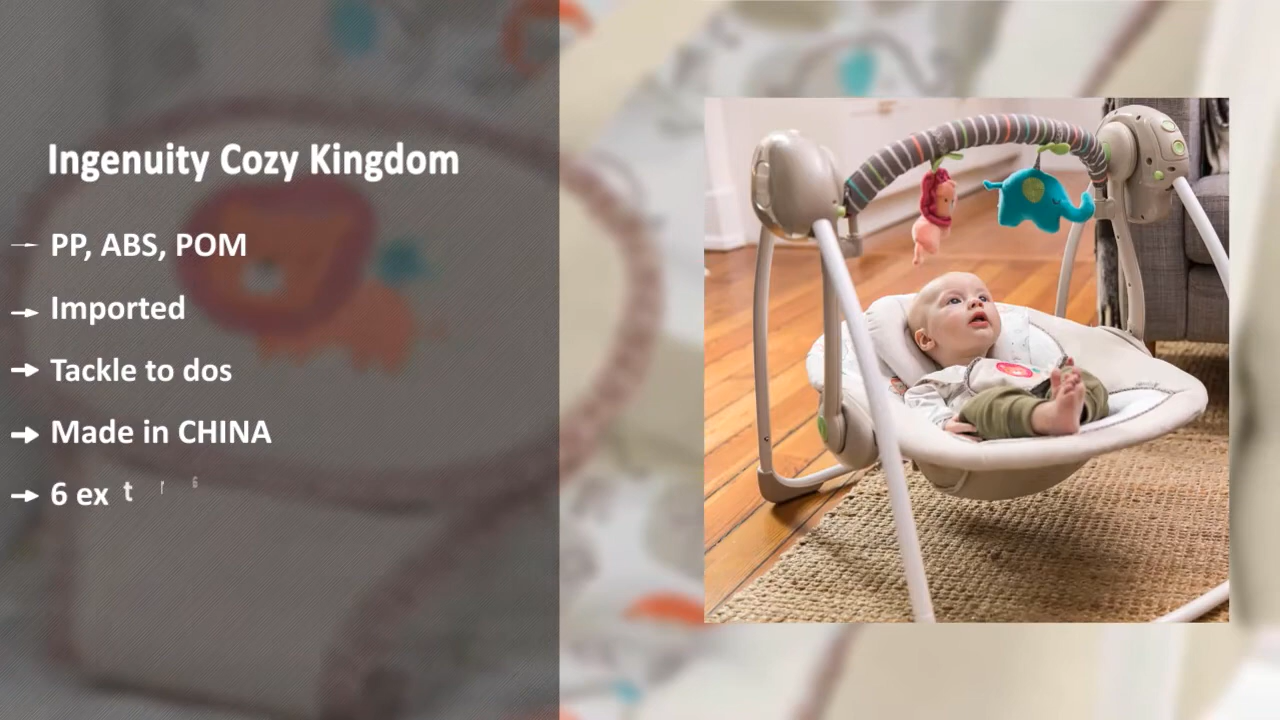 Ingenuity Cozy Kingdom
PP, ABS, POM
Imported
Tackle to dos
Made in CHINA
6 ex t r